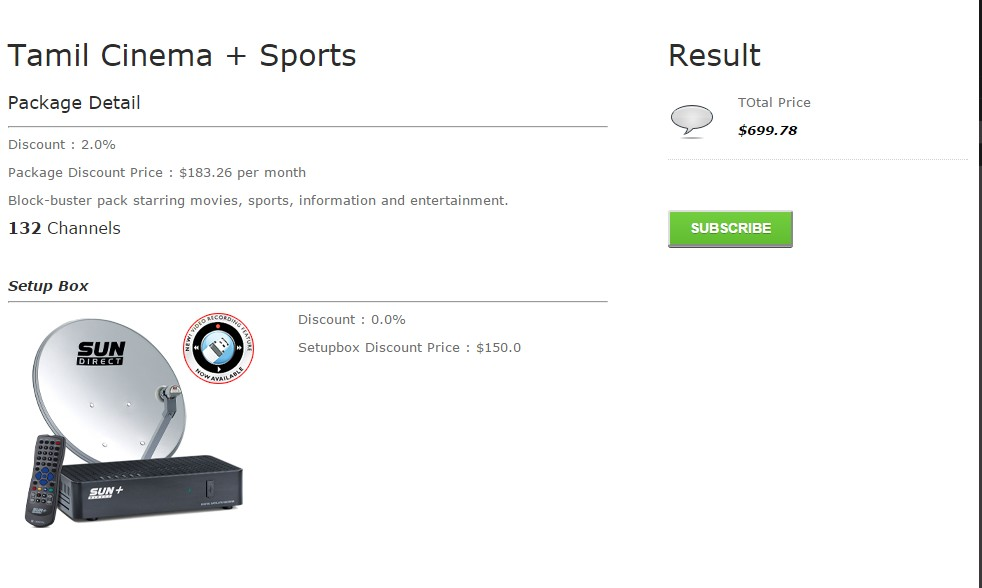 Tamil Cinema + Sports
Package Detail
Discount : 2.0%
Package Discount Price : $183.26 per month
Block-buster pack starring movies, sports, information and entertainment.
132 Channels
Setup Box
SUN
DIRECT
NEW! VIDEO RECORDING FEATURE
NOW AVAILABLE
SUN+
DIRECT
Discount : 0.0%
Setupbox Discount Price : $150.0
Result
TOtal Price
$699.78
SUBSCRIBE